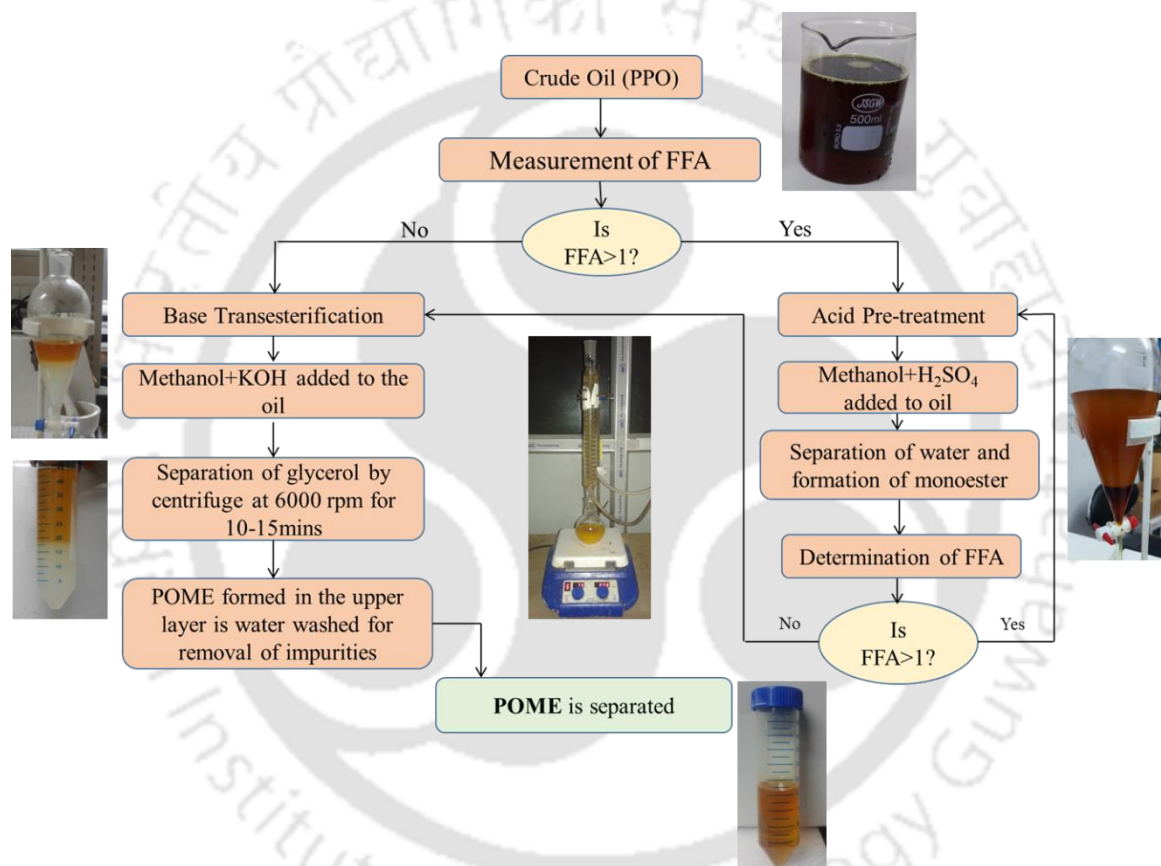 Crude Oil (PPO)
JSGW
500ml
Measurement of FFA
Is
FFA>1?
No
Yes
Base Transesterification
Acid Pre-treatment
Methanol+KOH added to the
oil
Methanol+H₂SO₄
added to oil
Separation of glycerol by
centrifuge at 6000 rpm for
10-15mins
Separation of water and
formation of monoester
Determination of FFA
POME formed in the upper
layer is water washed for
removal of impurities
No
Is
FFA>1?
Yes
POME is separated